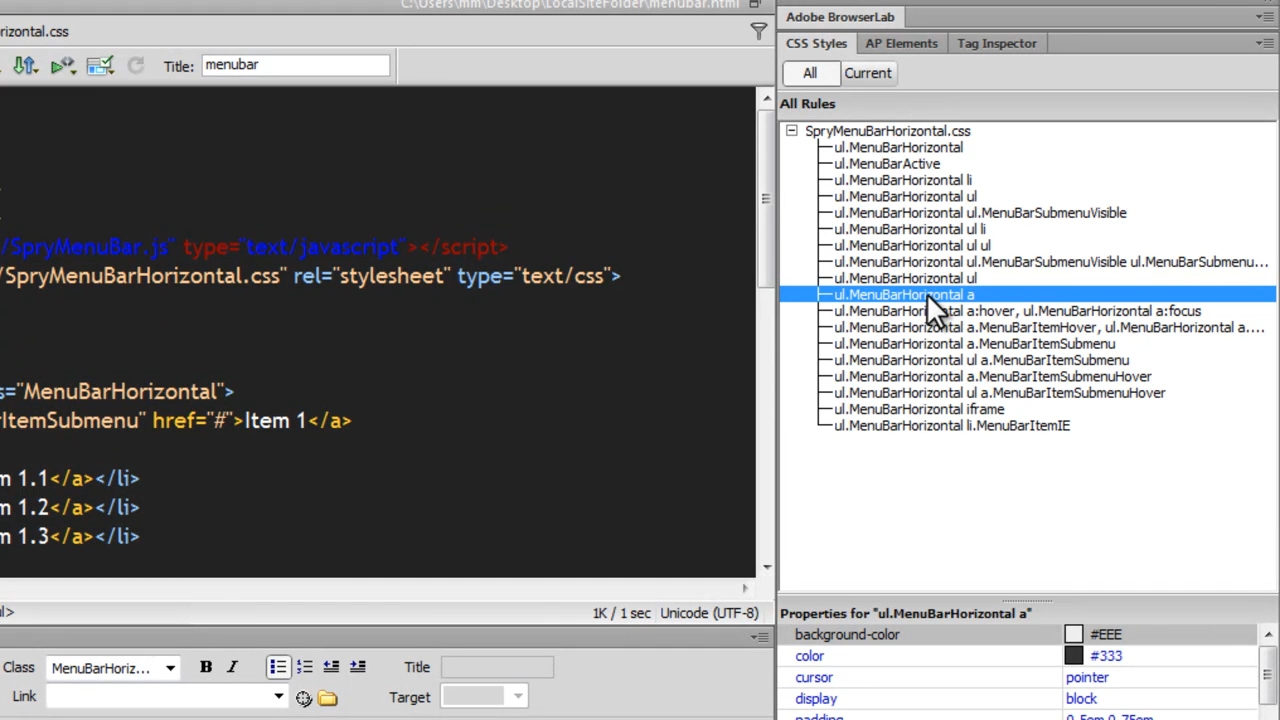 C:\Users\mm\Desktop\LocalSiteFolder\menubar.html
Adobe BrowserLab
rizontal.css
CSS Styles AP Elements Tag Inspector
Title: menubar
All Current
All Rules
SpryMenuBarHorizontal.css
ul.MenuBarHorizontal
ul.MenuBarActive
ul.MenuBarHorizontal li
ul.MenuBarHorizontal ul
ul.MenuBarHorizontal ul.MenuBarSubmenuVisible
ul.MenuBarHorizontal ul li
ul.MenuBarHorizontal ul ul
ul.MenuBarHorizontal ul.MenuBarSubmenuVisible ul.MenuBarSubmenu...
ul.MenuBarHorizontal ul
ul.MenuBarHorizontal a
ul.MenuBarHorizontal a:hover, ul.MenuBarHorizontal a:focus
ul.MenuBarHorizontal a.MenuBarItemHover, ul.MenuBarHorizontal a....
ul.MenuBarHorizontal a.MenuBarItemSubmenu
ul.MenuBarHorizontal ul a.MenuBarItemSubmenu
ul.MenuBarHorizontal a.MenuBarItemSubmenuHover
ul.MenuBarHorizontal ul a.MenuBarItemSubmenuHover
ul.MenuBarHorizontal iframe
ul.MenuBarHorizontal li.MenuBarItemIE
/SpryMenuBar.js" type="text/javascript"></script>
/SpryMenuBarHorizontal.css" rel="stylesheet" type="text/css">
s="MenuBarHorizontal">
rItemSubmenu" href="#">Item 1</a>
m 1.1</a></li>
m 1.2</a></li>
m 1.3</a></li>
l> 1K / 1 sec Unicode (UTF-8)
Properties for "ul.MenuBarHorizontal a"
background-color #EEE
color #333
cursor pointer
display block
padding 0.5em 0.75em
Class MenuBarHoriz... B I Title
Link Target